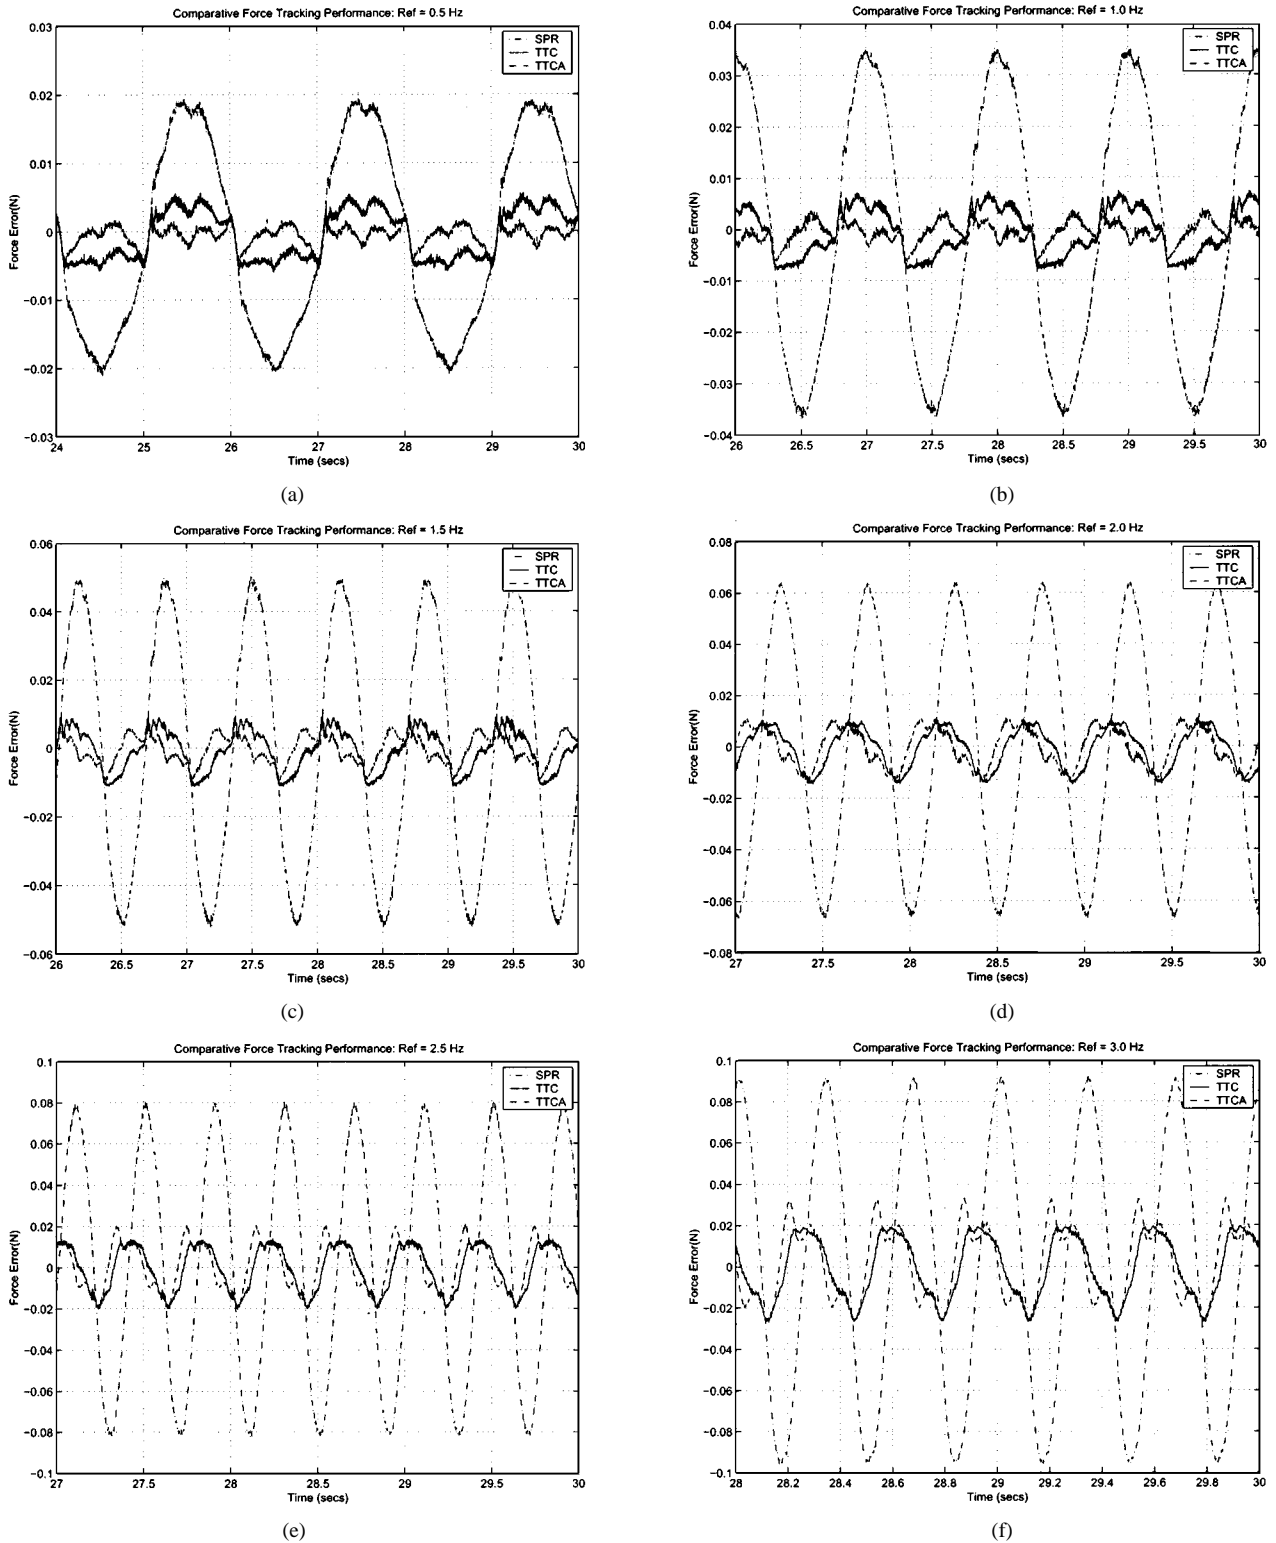 Comparative Force Tracking Performance: Ref = 0.5 Hz
0.03
0.02
0.01
0
−0.01
−0.02
−0.03
Force Error(N)
SPR
TTC
TTCA
24 25 26 27 28 29 30
Time (secs)
(a)
Comparative Force Tracking Performance: Ref = 1.0 Hz
0.04
0.03
0.02
0.01
0
−0.01
−0.02
−0.03
−0.04
Force Error(N)
SPR
TTC
TTCA
26 26.5 27 27.5 28 28.5 29 29.5 30
Time (secs)
(b)
Comparative Force Tracking Performance: Ref = 1.5 Hz
0.06
0.04
0.02
0
−0.02
−0.04
−0.06
Force Error(N)
SPR
TTC
TTCA
26 26.5 27 27.5 28 28.5 29 29.5 30
Time (secs)
(c)
Comparative Force Tracking Performance: Ref = 2.0 Hz
0.08
0.06
0.04
0.02
0
−0.02
−0.04
−0.06
−0.08
Force Error(N)
SPR
TTC
TTCA
27 27.5 28 28.5 29 29.5 30
Time (secs)
(d)
Comparative Force Tracking Performance: Ref = 2.5 Hz
0.1
0.08
0.06
0.04
0.02
0
−0.02
−0.04
−0.06
−0.08
−0.1
Force Error(N)
SPR
TTC
TTCA
27 27.5 28 28.5 29 29.5 30
Time (secs)
(e)
Comparative Force Tracking Performance: Ref = 3.0 Hz
0.1
0.08
0.06
0.04
0.02
0
−0.02
−0.04
−0.06
−0.08
−0.1
Force Error(N)
SPR
TTC
TTCA
28 28.2 28.4 28.6 28.8 29 29.2 29.4 29.6 29.8 30
Time (secs)
(f)